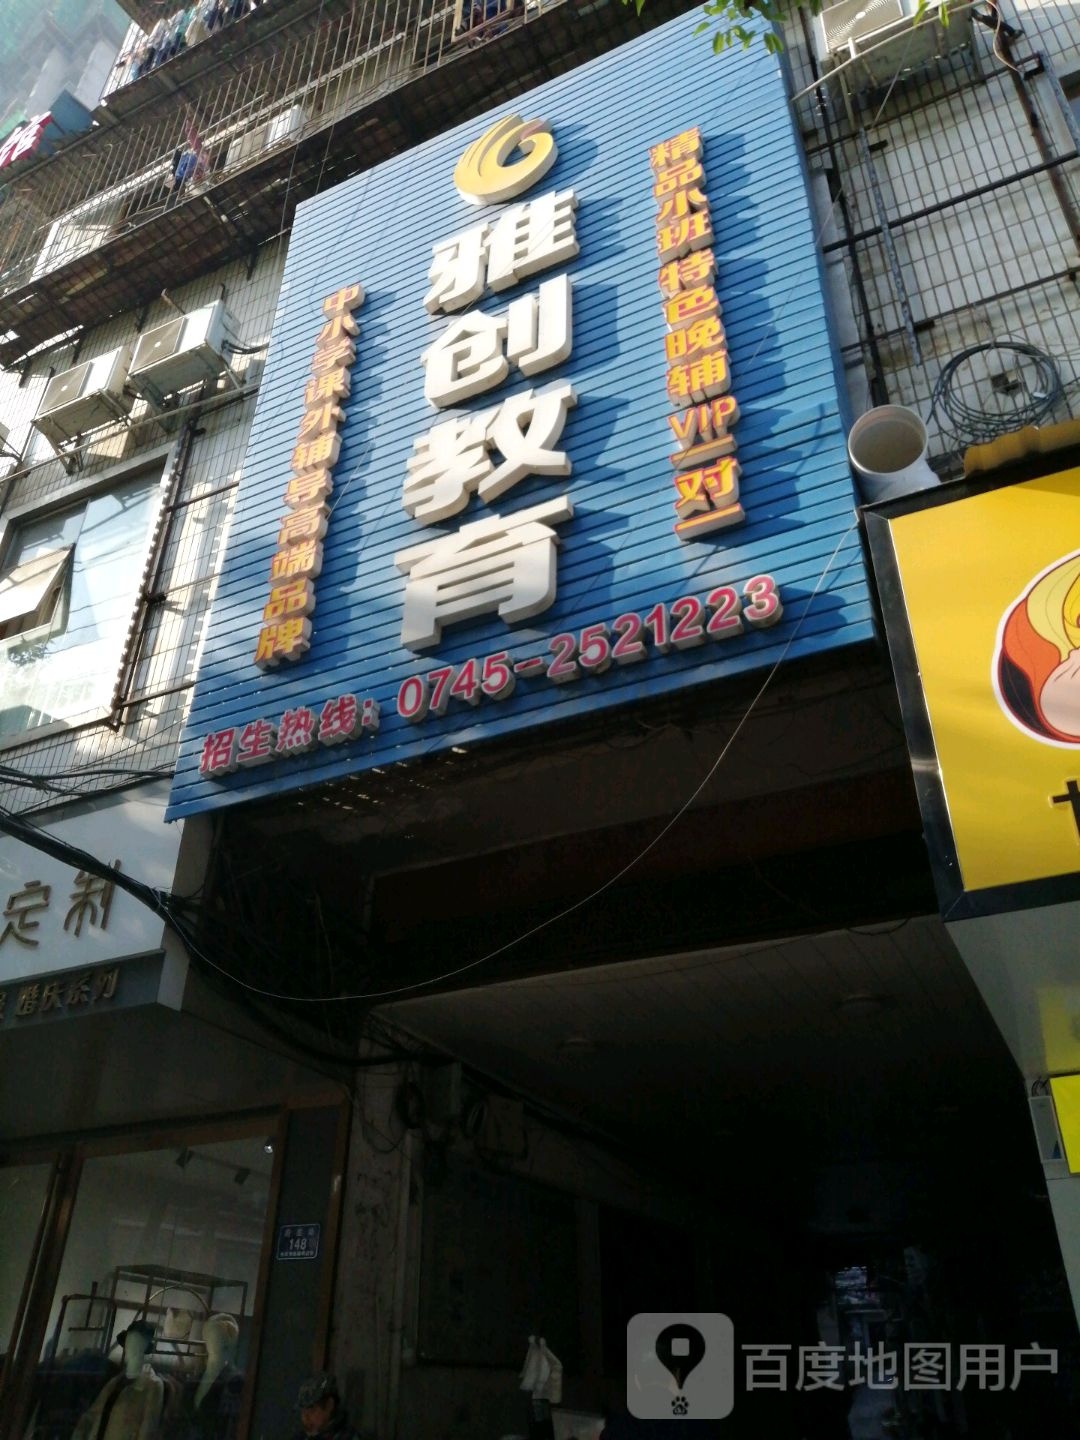 雅创教育
中小学课外辅导高端品牌
精品小班 特色晚辅 VIP一对一
招生热线：0745-2521223
定制
婚庆系列
148
百度地图用户